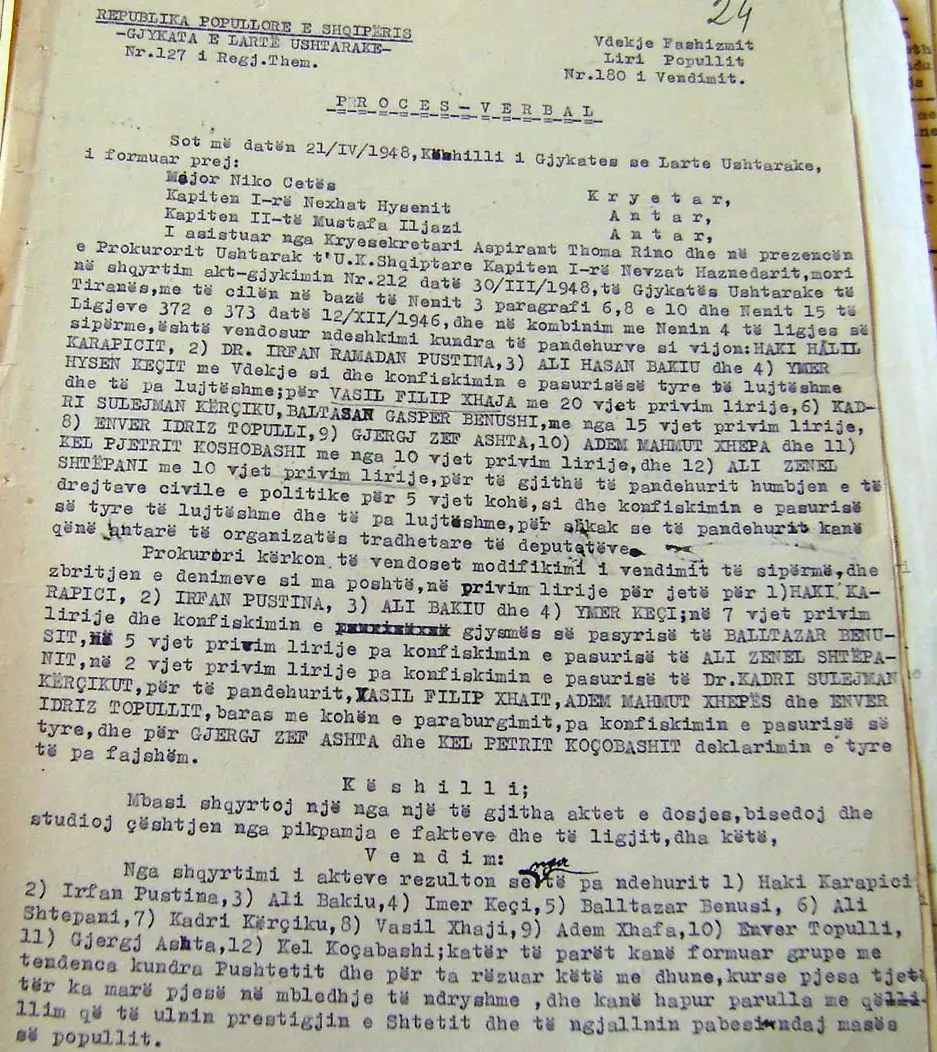 24
REPUBLIKA POPULLORE E SHQIPËRIS
-GJYKATA E LARTË USHTARAKE-
Nr.127 i Regj.Them.
Vdekje Fashizmit
Liri Popullit
Nr.180 i Vendimit.
PROCES-VERBAL
Sot më datën 21/IV/1948,Këshilli i Gjykates se Larte Ushtarake,
i formuar prej:
Major Niko Cetës Kryetar,
Kapiten I-rë Nexhat Hysenit Antar,
Kapiten II-të Mustafa Iljazi Antar,
I asistuar nga Kryesekretari Aspirant Thoma Rino dhe në prezencën
e Prokurorit Ushtarak t'U.K.Shqiptare Kapiten I-rë Nevzat Haznedarit,mori
në shqyrtim akt-gjykimin Nr.212 datë 30/III/1948,të Gjykatës Ushtarake të
Tiranës,me të cilën në bazë të Nenit 3 paragrafi 6,8 e 10 dhe Nenit 15 të
Ligjeve 372 e 373 datë 12/XII/1946,dhe në kombinim me Nenin 4 të ligjes së
sipërme,është vendosur ndeshkimi kundra të pandehurve si vijon:HAKI HALIL
KARAPICIT, 2) DR. IRFAN RAMADAN PUSTINA,3) ALI HASAN BAKIU dhe 4) YMER
HYSEN KEÇIT me Vdekje si dhe konfiskimin e pasurisësë tyre të lujtëshme
dhe të pa lujtëshme;për VASIL FILIP XHAJA me 20 vjet privim lirije,6) KAD-
RI SULEJMAN KËRÇIKU,BALTASAN GASPER BENUSHI,me nga 15 vjet privim lirije,
8) ENVER IDRIZ TOPULLI,9) GJERGJ ZEF ASHTA,10) ADEM MAHMUT XHEPA dhe 11)
KEL PJETRIT KOSHOBASHI me nga 10 vjet privim lirije,dhe 12) ALI ZENEL
SHTËPANI me 10 vjet privim lirije,për të gjithë të pandehurit humbjen e të
drejtave civile e politike për 5 vjet kohë,si dhe konfiskimin e pasurisë
së tyre të lujtëshme dhe të pa lujtëshme,për shkak se të pandehurit kanë
qënë antarë të organizatës tradhetare të deputatëve
Prokurori kërkon të vendoset modifikimi i vendimit të sipërmë,dhe
zbritjen e denimeve si ma poshtë,në privim lirije për jetë për 1)HAKI KA-
RAPICI, 2) IRFAN PUSTINA, 3) ALI BAKIU dhe 4) YMER KEÇI;në 7 vjet privim
lirije dhe konfiskimin e gjysmës së pasyrisë të BALLTAZAR BENU-
SIT,në 5 vjet privim lirije pa konfiskimin e pasurisë të ALI ZENEL SHTËPA-
NIT,në 2 vjet privim lirije pa konfiskimin e pasurisë të Dr.KADRI SULEJMAN
KËRÇIKUT,për të pandehurit,VASIL FILIP XHAIT,ADEM MAHMUT XHEPËS dhe ENVER
IDRIZ TOPULLIT,baras me kohën e paraburgimit,pa konfiskimin e pasurisë së
tyre,dhe për GJERGJ ZEF ASHTA dhe KEL PETRIT KOÇOBASHIT deklarimin e tyre
të pa fajshëm.
Këshilli;
Mbasi shqyrtoj një nga një të gjitha aktet e dosjes,bisedoj dhe
studioj çështjen nga pikpamja e fakteve dhe të ligjit,dha këtë,
Vendim:
nga
Nga shqyrtimi i akteve rezulton se të pa ndehurit 1) Haki Karapici
2) Irfan Pustina,3) Ali Bakiu,4) Imer Keçi,5) Balltazar Benusi, 6) Ali
Shtepani,7) Kadri Kërçiku,8) Vasil Xhaji,9) Adem Xhafa,10) Enver Topulli,
11) Gjergj Ashta,12) Kel Koçabashi;katër të parët kanë formuar grupe me
tendenca kundra Pushtetit dhe për ta rëzuar këtë me dhune,kurse pjesa tjetë
tër ka marë pjesë në mbledhje të ndryshme ,dhe kanë hapur parulla me që
llim që të ulnin prestigjin e Shtetit dhe të ngjallnin pabesi ndaj masës
së popullit.